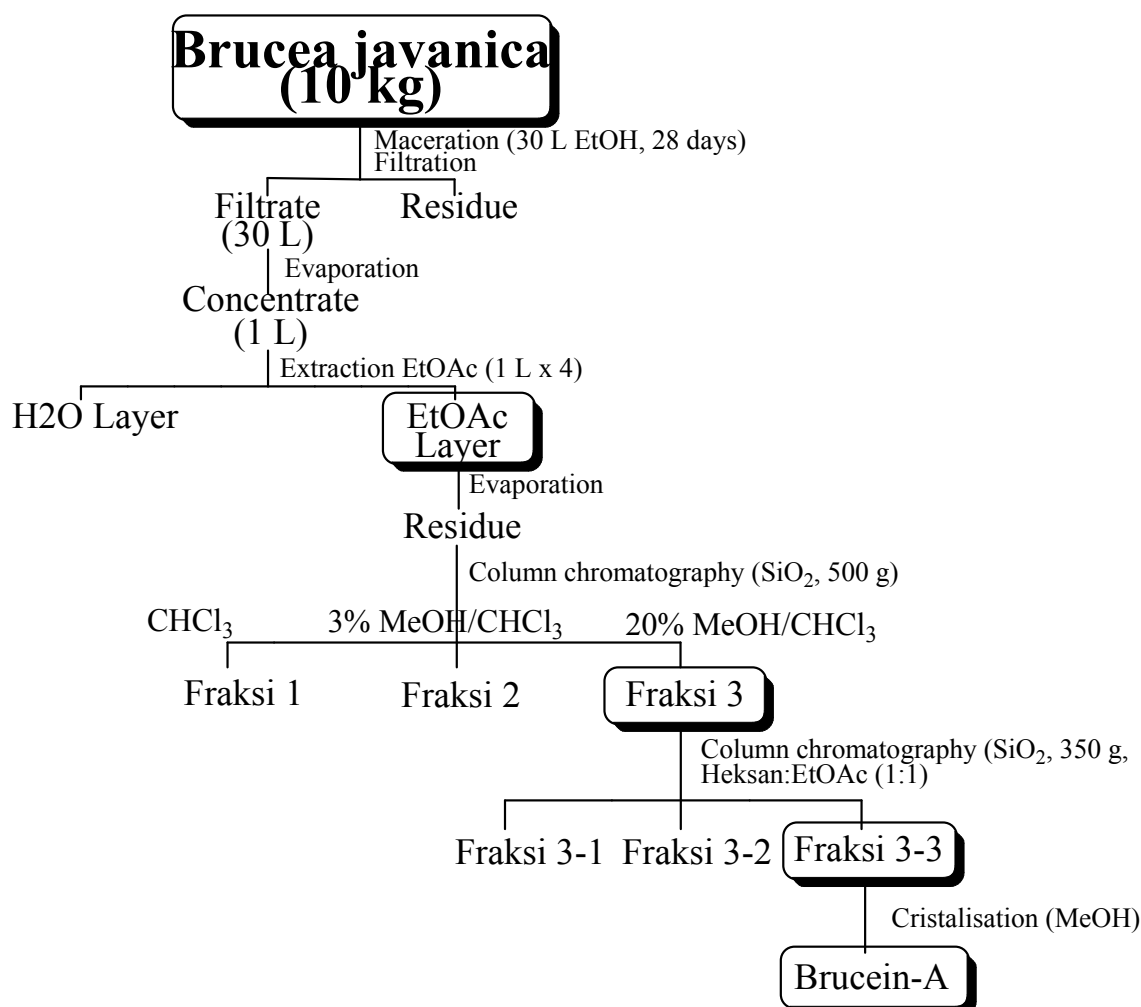 Brucea javanica
(10 kg)
Maceration (30 L EtOH, 28 days)
Filtration
Filtrate
(30 L)
Residue
Evaporation
Concentrate
(1 L)
Extraction EtOAc (1 L x 4)
H2O Layer
EtOAc
Layer
Evaporation
Residue
Column chromatography (SiO₂, 500 g)
CHCl₃
3% MeOH/CHCl₃
20% MeOH/CHCl₃
Fraksi 1
Fraksi 2
Fraksi 3
Column chromatography (SiO₂, 350 g,
Heksan:EtOAc (1:1)
Fraksi 3-1
Fraksi 3-2
Fraksi 3-3
Cristalisation (MeOH)
Brucein-A